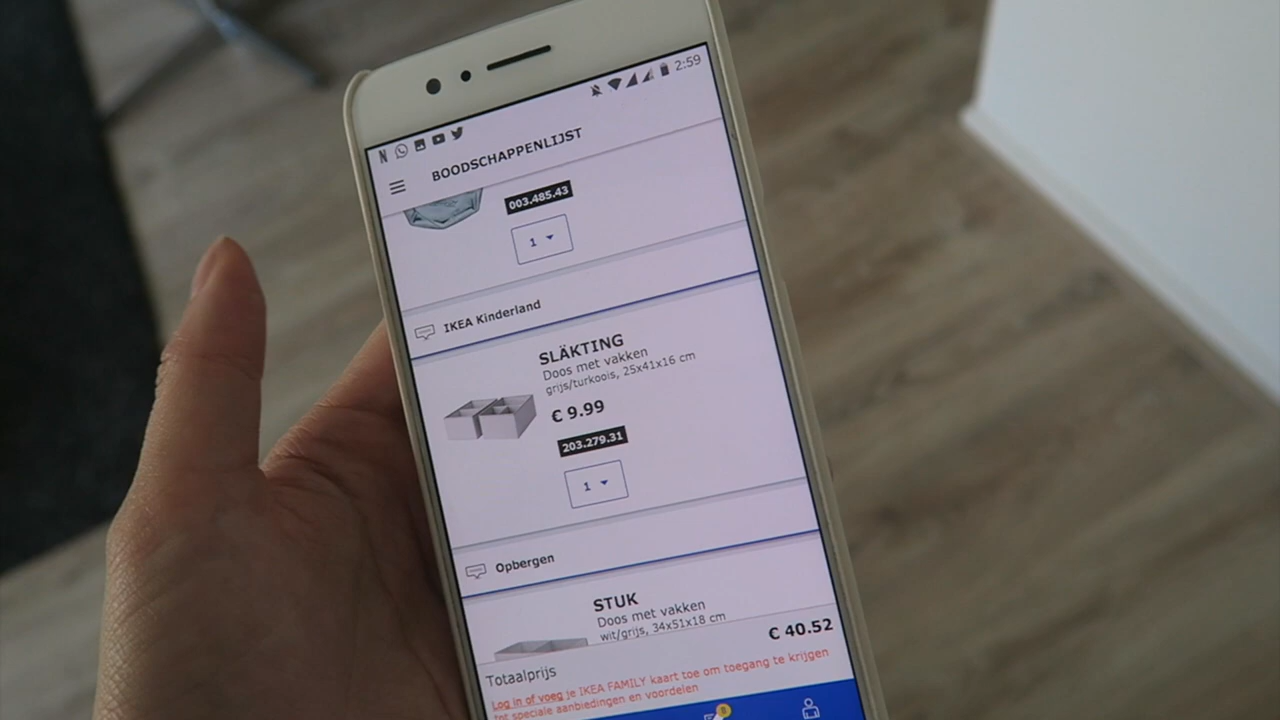 2:59
BOODSCHAPPENLIJST
003.485.43
1
IKEA Kinderland
SLÄKTING
Doos met vakken
grijs/turkoois, 25x41x16 cm
€ 9.99
203.279.31
1
Opbergen
STUK
Doos met vakken
wit/grijs, 34x51x18 cm
Totaalprijs
€ 40.52
Log in of voeg je IKEA FAMILY kaart toe om toegang te krijgen
tot speciale aanbiedingen en voordelen